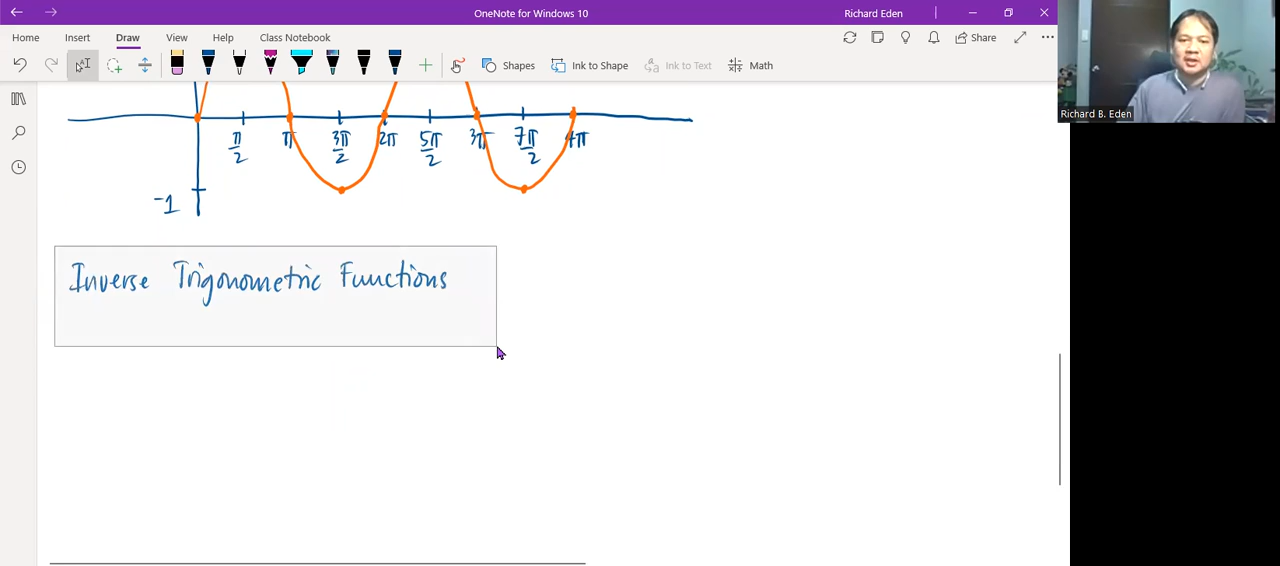 OneNote for Windows 10
Richard Eden
Home Insert Draw View Help Class Notebook
Share
Shapes Ink to Shape Ink to Text Math
Richard B. Eden
π/2 π 3π/2 2π 5π/2 3π 7π/2 4π
-1
Inverse Trigonometric Functions